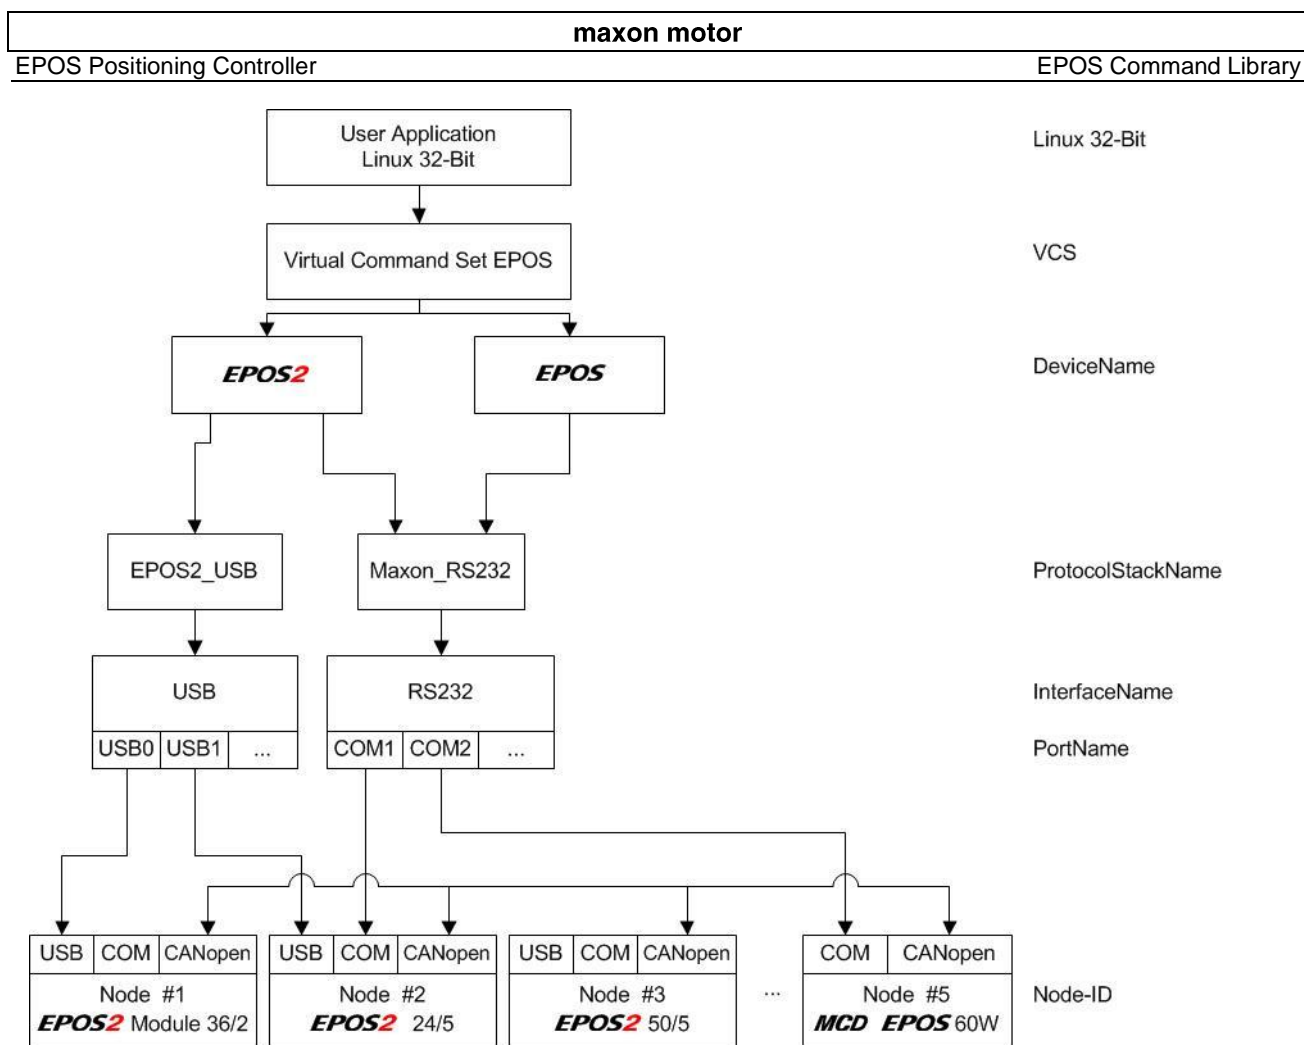 maxon motor
EPOS Positioning Controller EPOS Command Library
User Application
Linux 32-Bit
Linux 32-Bit
Virtual Command Set EPOS
VCS
EPOS2
EPOS
DeviceName
EPOS2_USB
Maxon_RS232
ProtocolStackName
USB
RS232
InterfaceName
USB0 USB1 ...
COM1 COM2 ...
PortName
USB COM CANopen
Node #1
EPOS2 Module 36/2
USB COM CANopen
Node #2
EPOS2 24/5
USB COM CANopen
Node #3
EPOS2 50/5
...
COM CANopen
Node #5
MCD EPOS 60W
Node-ID